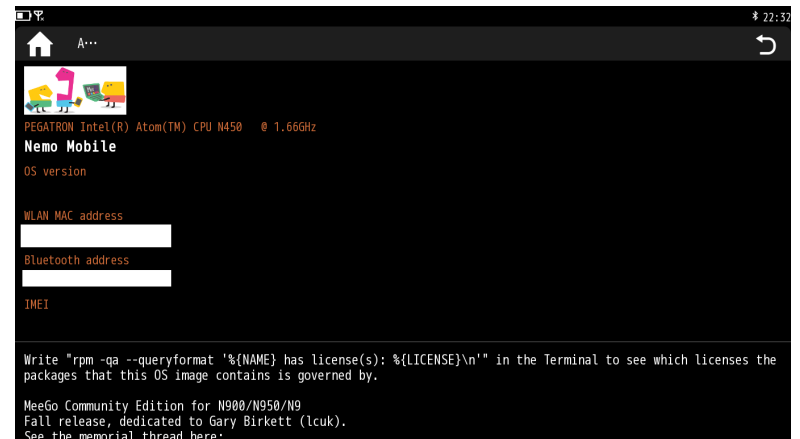 22:32
A...
PEGATRON Intel(R) Atom(TM) CPU N450 @ 1.66GHz
Nemo Mobile
OS version
WLAN MAC address
Bluetooth address
IMEI
Write "rpm -qa --queryformat '%{NAME} has license(s): %{LICENSE}\n'" in the Terminal to see which licenses the
packages that this OS image contains is governed by.
MeeGo Community Edition for N900/N950/N9
Fall release, dedicated to Gary Birkett (lcuk).
See the memorial thread here: